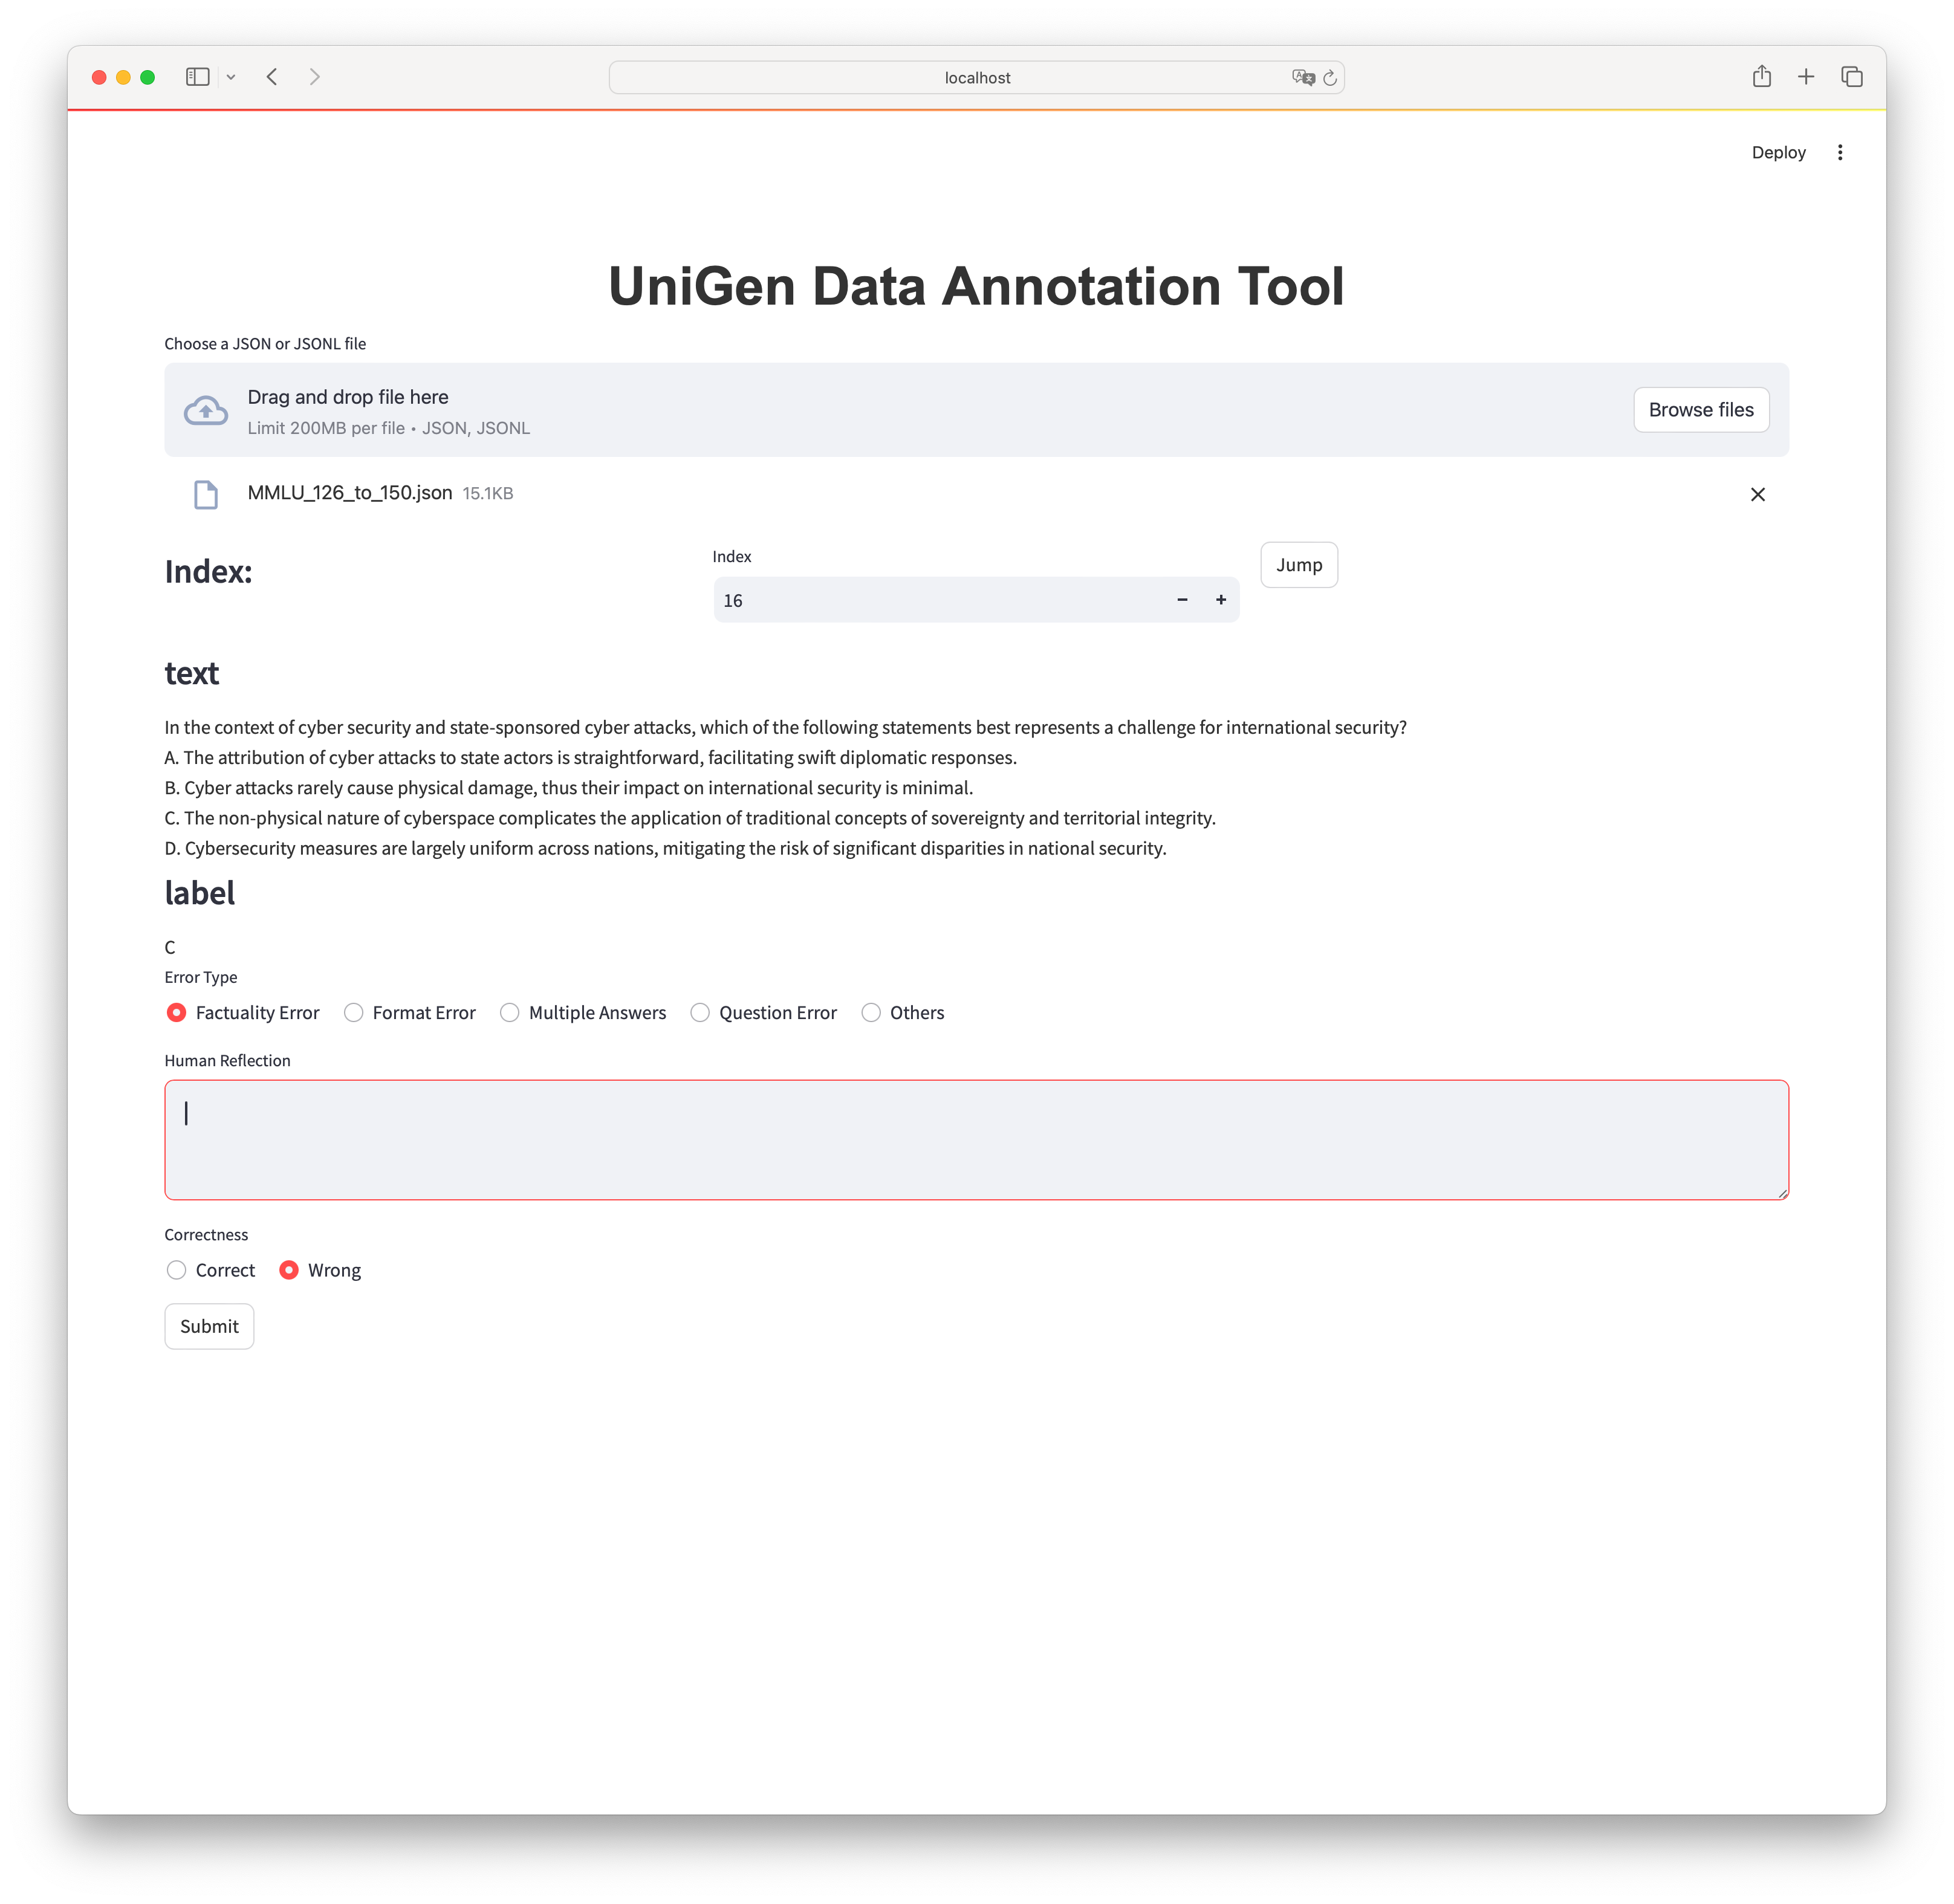 localhost
Deploy
UniGen Data Annotation Tool
Choose a JSON or JSONL file
Drag and drop file here
Limit 200MB per file • JSON, JSONL
Browse files
MMLU_126_to_150.json 15.1KB
Index:
Index
16
Jump
text
In the context of cyber security and state-sponsored cyber attacks, which of the following statements best represents a challenge for international security?
A. The attribution of cyber attacks to state actors is straightforward, facilitating swift diplomatic responses.
B. Cyber attacks rarely cause physical damage, thus their impact on international security is minimal.
C. The non-physical nature of cyberspace complicates the application of traditional concepts of sovereignty and territorial integrity.
D. Cybersecurity measures are largely uniform across nations, mitigating the risk of significant disparities in national security.
label
C
Error Type
Factuality Error Format Error Multiple Answers Question Error Others
Human Reflection
Correctness
Correct Wrong
Submit